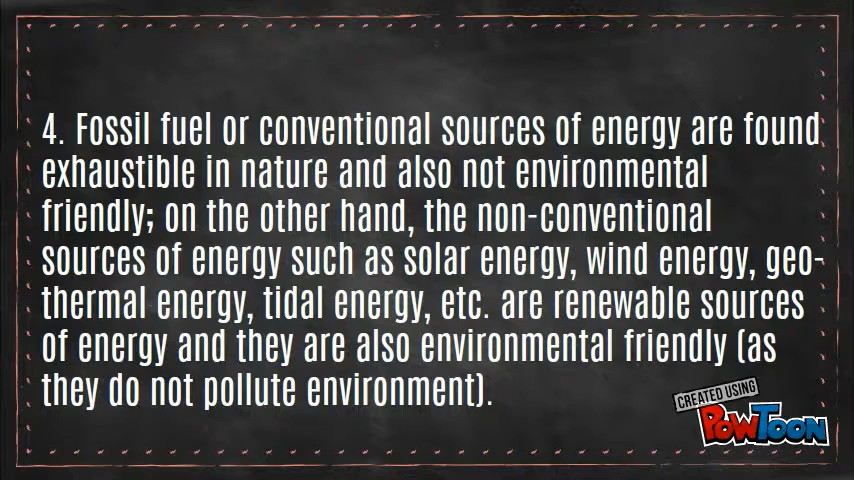 4. Fossil fuel or conventional sources of energy are found
exhaustible in nature and also not environmental
friendly; on the other hand, the non-conventional
sources of energy such as solar energy, wind energy, geo-
thermal energy, tidal energy, etc. are renewable sources
of energy and they are also environmental friendly (as
they do not pollute environment).
CREATED USING
POWTOON